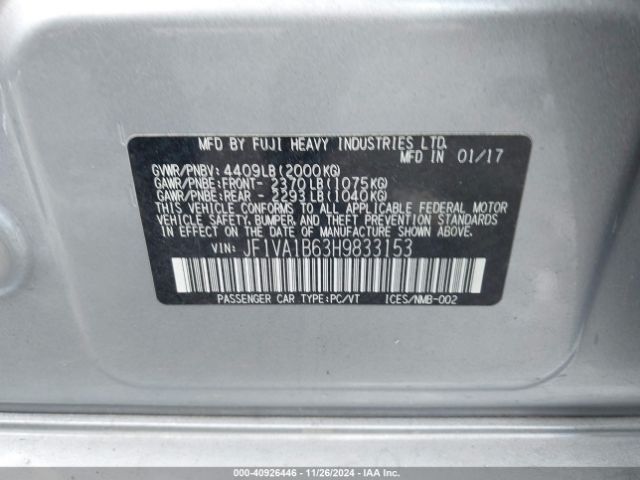 MFD BY FUJI HEAVY INDUSTRIES LTD.
MFD IN 01/17
GVWR/PNBV: 4409LB(2000KG)
GAWR/PNBE:FRONT- 2370LB(1075KG)
GAWR/PNBE:REAR - 2293LB(1040KG)
THIS VEHICLE CONFORMS TO ALL APPLICABLE FEDERAL MOTOR
VEHICLE SAFETY, BUMPER, AND THEFT PREVENTION STANDARDS
IN EFFECT ON THE DATE OF MANUFACTURE SHOWN ABOVE.
VIN: JF1VA1B63H9833153
PASSENGER CAR TYPE:PC/VT ICES/NMB-002
000-40926446 - 11/26/2024 - IAA Inc.